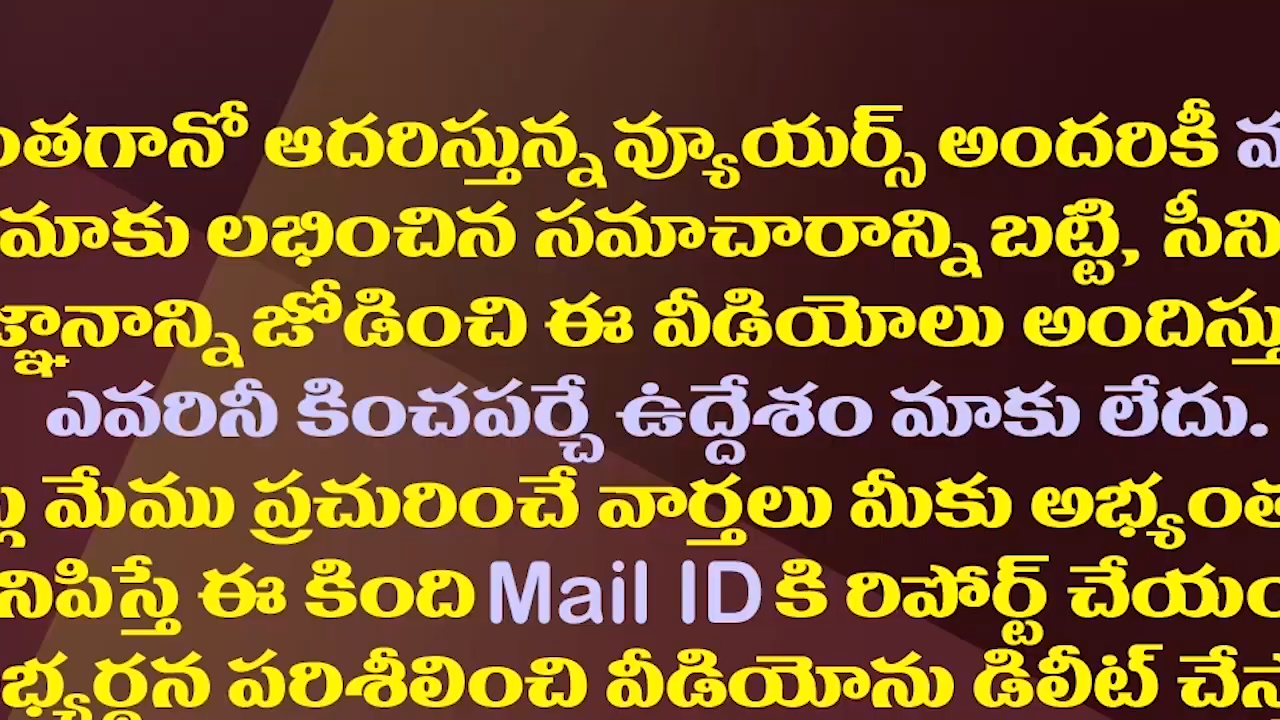 ంతగానో ఆదరిస్తున్న వ్యూయర్స్ అందరికీ
మాకు లభించిన సమాచారాన్ని బట్టి, సీని
జ్ఞానాన్ని జోడించి ఈ వీడియోలు అందిస్తు
ఎవరినీ కించపర్చే ఉద్దేశం మాకు లేదు.
మేము ప్రచురించే వార్తలు మీకు అభ్యంత
నిపిస్తే ఈ కింది Mail ID కి రిపోర్ట్ చేయం
భ్యర్థన పరిశీలించి వీడియోను డిలీట్ చేస